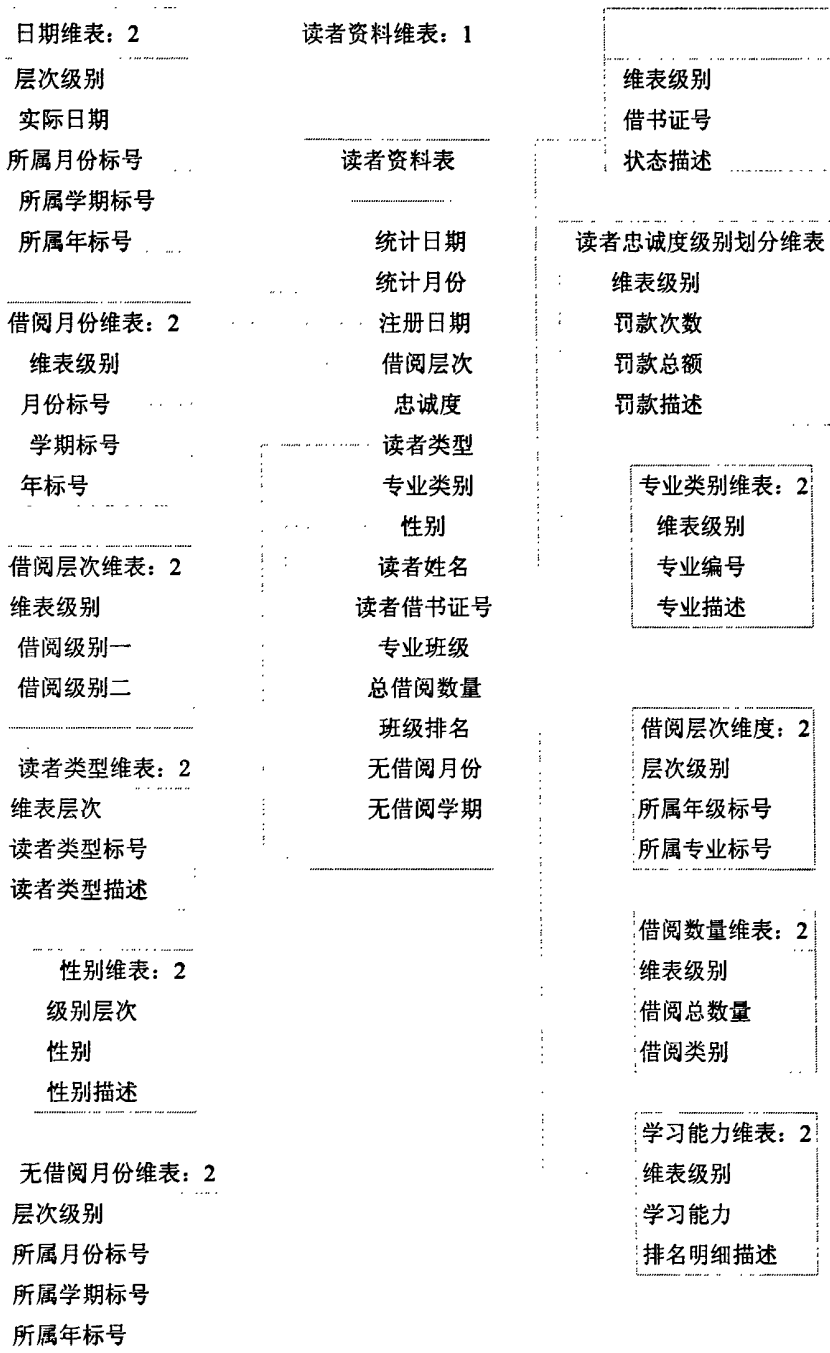 日期维表：2
层次级别
实际日期
所属月份标号
所属学期标号
所属年标号
借阅月份维表：2
维表级别
月份标号
学期标号
年标号
借阅层次维表：2
维表级别
借阅级别一
借阅级别二
读者类型维表：2
维表层次
读者类型标号
读者类型描述
性别维表：2
级别层次
性别
性别描述
无借阅月份维表：2
层次级别
所属月份标号
所属学期标号
所属年标号
读者资料维表：1
读者资料表
统计日期
统计月份
注册日期
借阅层次
忠诚度
读者类型
专业类别
性别
读者姓名
读者借书证号
专业班级
总借阅数量
班级排名
无借阅月份
无借阅学期
维表级别
借书证号
状态描述
读者忠诚度级别划分维表
维表级别
罚款次数
罚款总额
罚款描述
专业类别维表：2
维表级别
专业编号
专业描述
借阅层次维度：2
层次级别
所属年级标号
所属专业标号
借阅数量维表：2
维表级别
借阅总数量
借阅类别
学习能力维表：2
维表级别
学习能力
排名明细描述